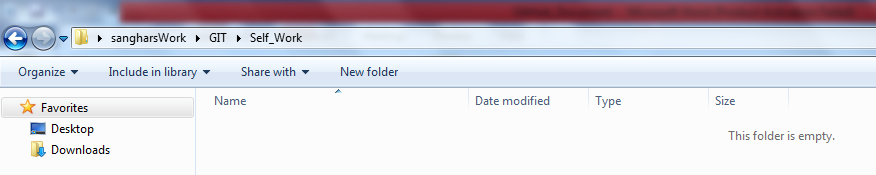 sangharsWork GIT Self_Work
Organize Include in library Share with New folder
Favorites Name Date modified Type Size
Desktop This folder is empty.
Downloads